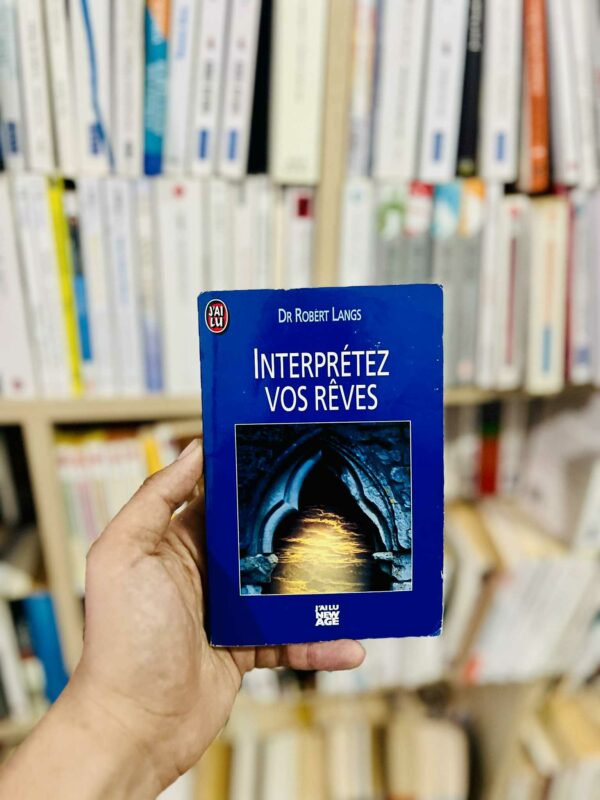 J'AI
LU
DR ROBERT LANGS
INTERPRÉTEZ
VOS RÊVES
J'AI LU
NEW
AGE